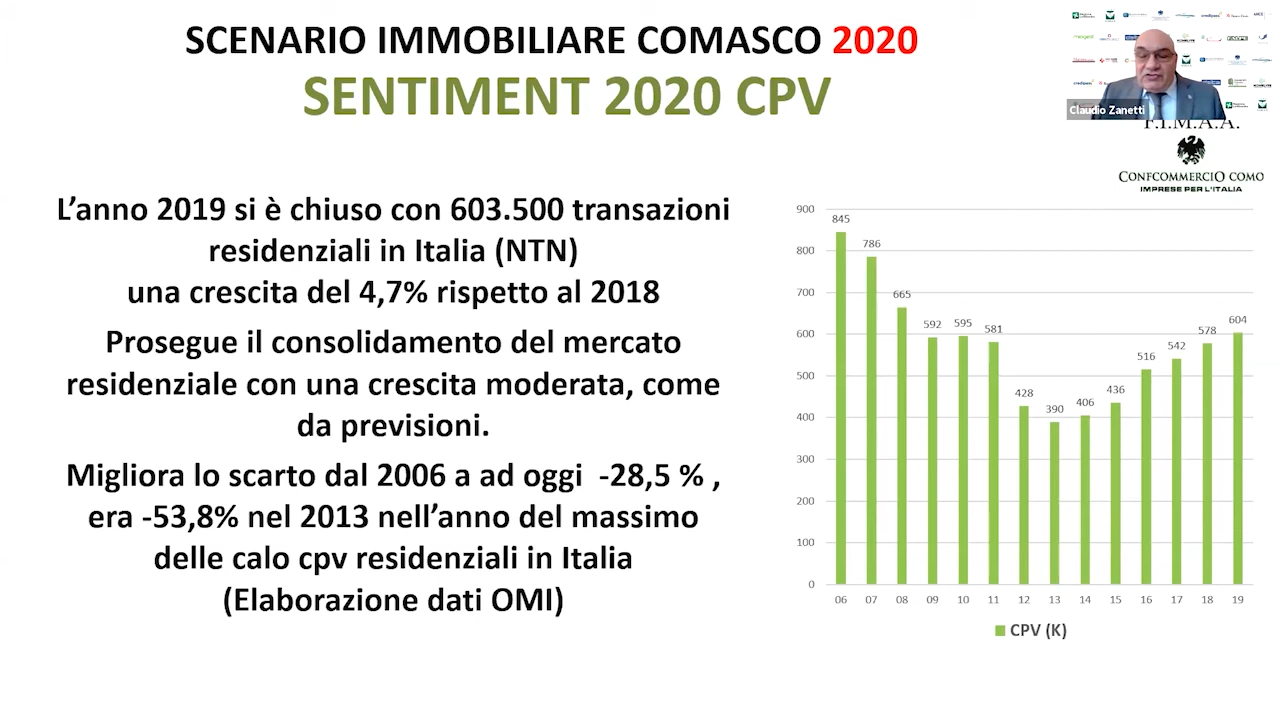 SCENARIO IMMOBILIARE COMASCO 2020
SENTIMENT 2020 CPV
Claudio Zanetti
F.I.M.A.A.
CONFCOMMERCIO COMO
IMPRESE PER L'ITALIA
L’anno 2019 si è chiuso con 603.500 transazioni
residenziali in Italia (NTN)
una crescita del 4,7% rispetto al 2018
Prosegue il consolidamento del mercato
residenziale con una crescita moderata, come
da previsioni.
Migliora lo scarto dal 2006 a ad oggi -28,5 % ,
era -53,8% nel 2013 nell’anno del massimo
delle calo cpv residenziali in Italia
(Elaborazione dati OMI)
900
800
700
600
500
400
300
200
100
0
845
786
665
592
595
581
428
390
406
436
516
542
578
604
06 07 08 09 10 11 12 13 14 15 16 17 18 19
CPV (K)